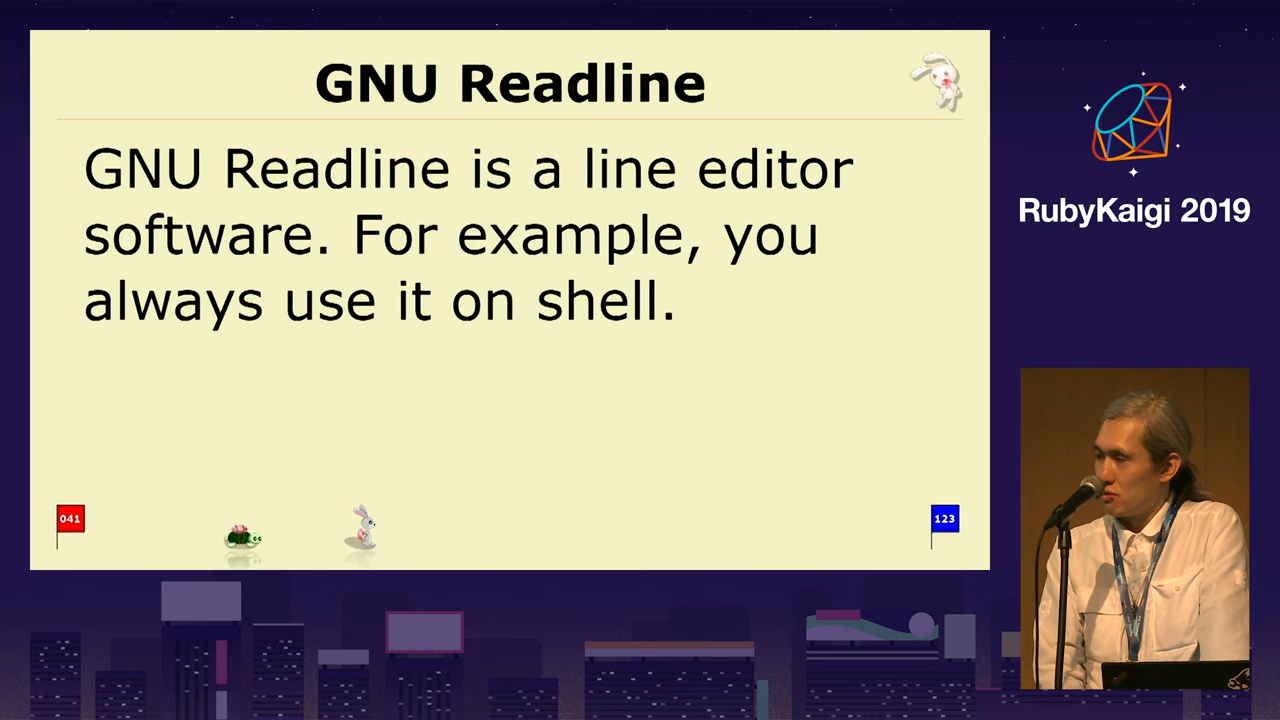 GNU Readline
GNU Readline is a line editor
software. For example, you
always use it on shell.
041
123
RubyKaigi 2019